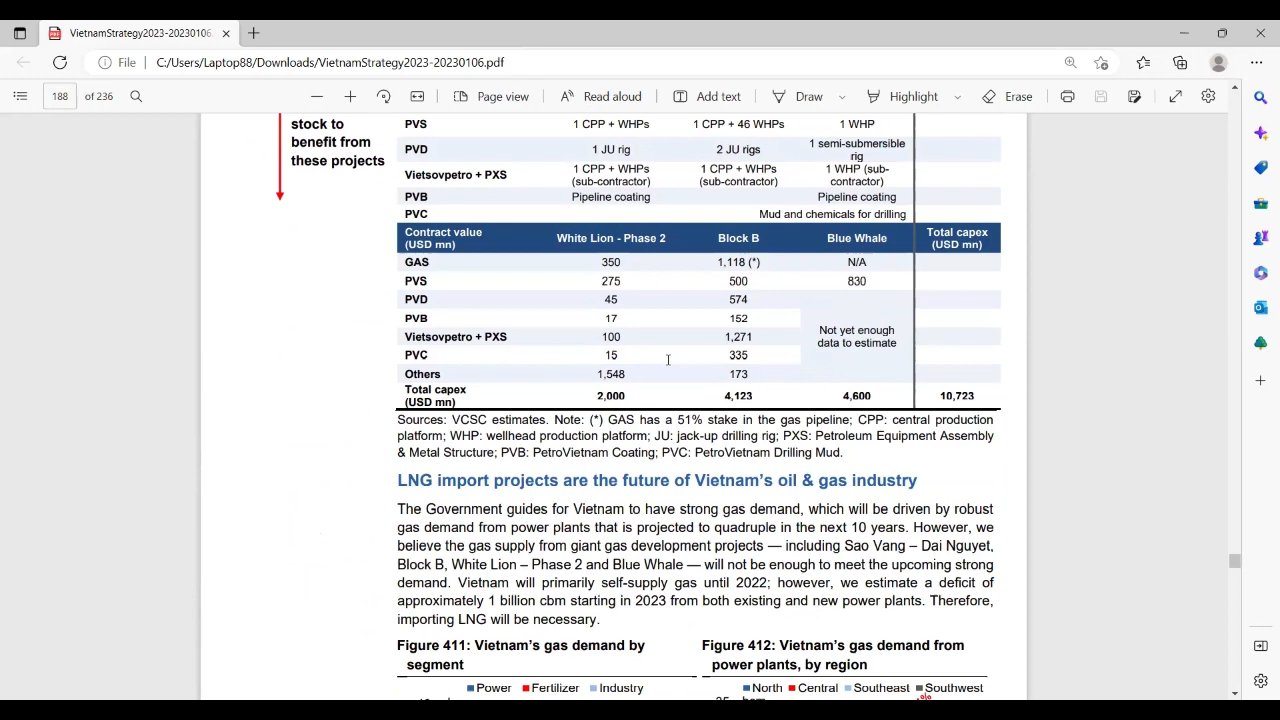 VietnamStrategy2023-20230106.
File
C:/Users/Laptop88/Downloads/VietnamStrategy2023-20230106.pdf
188 of 236
Page view
Read aloud
Add text
Draw
Highlight
Erase
stock to
benefit from
these projects
PVS 1 CPP + WHPs 1 CPP + 46 WHPs 1 WHP
PVD 1 JU rig 2 JU rigs 1 semi-submersible
rig
Vietsovpetro + PXS 1 CPP + WHPs 1 CPP + WHPs 1 WHP (sub-
(sub-contractor) (sub-contractor) contractor)
PVB Pipeline coating Pipeline coating
PVC Mud and chemicals for drilling
Contract value White Lion - Phase 2 Block B Blue Whale Total capex
(USD mn) (USD mn)
GAS 350 1,118 (*) N/A
PVS 275 500 830
PVD 45 574
PVB 17 152
Not yet enough
Vietsovpetro + PXS 100 1,271
data to estimate
PVC 15 335
Others 1,548 173
Total capex
(USD mn) 2,000 4,123 4,600 10,723
Sources: VCSC estimates. Note: (*) GAS has a 51% stake in the gas pipeline; CPP: central production
platform; WHP: wellhead production platform; JU: jack-up drilling rig; PXS: Petroleum Equipment Assembly
& Metal Structure; PVB: PetroVietnam Coating; PVC: PetroVietnam Drilling Mud.
LNG import projects are the future of Vietnam's oil & gas industry
The Government guides for Vietnam to have strong gas demand, which will be driven by robust
gas demand from power plants that is projected to quadruple in the next 10 years. However, we
believe the gas supply from giant gas development projects — including Sao Vang – Dai Nguyet,
Block B, White Lion – Phase 2 and Blue Whale — will not be enough to meet the upcoming strong
demand. Vietnam will primarily self-supply gas until 2022; however, we estimate a deficit of
approximately 1 billion cbm starting in 2023 from both existing and new power plants. Therefore,
importing LNG will be necessary.
Figure 411: Vietnam's gas demand by
segment
Figure 412: Vietnam's gas demand from
power plants, by region
Power Fertilizer Industry
North Central Southeast Southwest